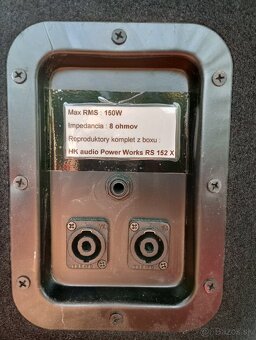 Max RMS : 150W
Impedancia : 8 ohmov
Reproduktory komplet z boxu :
HK audio Power Works RS 152 X